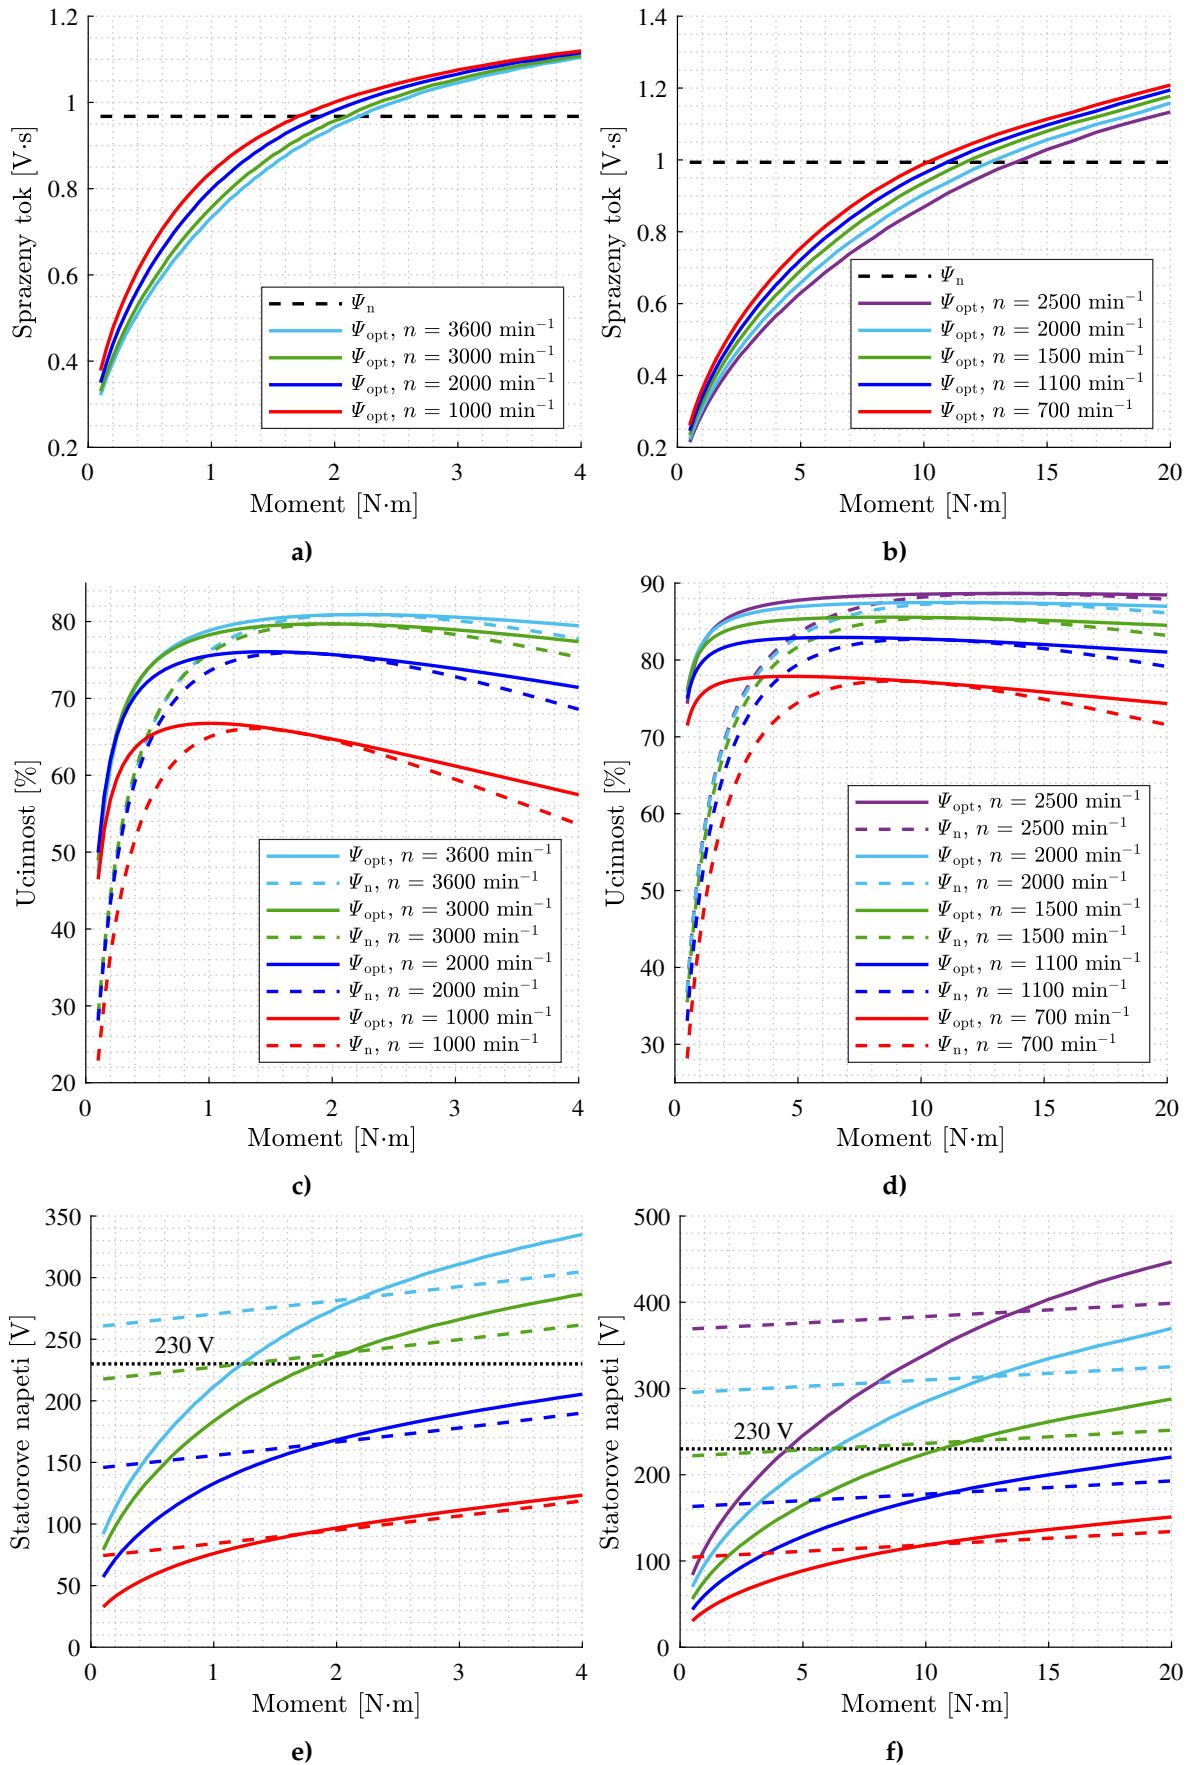 1.2
1
0.8
0.6
0.4
0.2
Sprazeny tok [V·s]
Ψn
Ψopt, n = 3600 min−1
Ψopt, n = 3000 min−1
Ψopt, n = 2000 min−1
Ψopt, n = 1000 min−1
0 1 2 3 4
Moment [N·m]
a)
1.4
1.2
1
0.8
0.6
0.4
0.2
Sprazeny tok [V·s]
Ψn
Ψopt, n = 2500 min−1
Ψopt, n = 2000 min−1
Ψopt, n = 1500 min−1
Ψopt, n = 1100 min−1
Ψopt, n = 700 min−1
0 5 10 15 20
Moment [N·m]
b)
80
70
60
50
40
30
20
Ucinnost [%]
Ψopt, n = 3600 min−1
Ψn, n = 3600 min−1
Ψopt, n = 3000 min−1
Ψn, n = 3000 min−1
Ψopt, n = 2000 min−1
Ψn, n = 2000 min−1
Ψopt, n = 1000 min−1
Ψn, n = 1000 min−1
0 1 2 3 4
Moment [N·m]
c)
90
80
70
60
50
40
30
Ucinnost [%]
Ψopt, n = 2500 min−1
Ψn, n = 2500 min−1
Ψopt, n = 2000 min−1
Ψn, n = 2000 min−1
Ψopt, n = 1500 min−1
Ψn, n = 1500 min−1
Ψopt, n = 1100 min−1
Ψn, n = 1100 min−1
Ψopt, n = 700 min−1
Ψn, n = 700 min−1
0 5 10 15 20
Moment [N·m]
d)
350
300
250
200
150
100
50
0
Statorove napeti [V]
230 V
0 1 2 3 4
Moment [N·m]
e)
500
400
300
200
100
0
Statorove napeti [V]
230 V
0 5 10 15 20
Moment [N·m]
f)